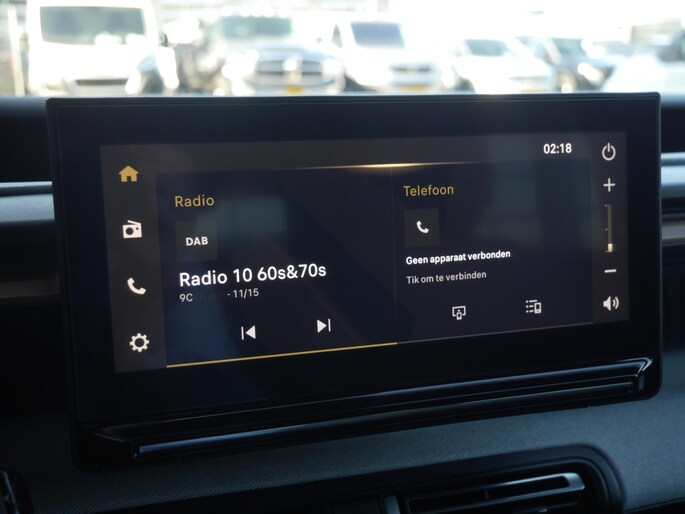 02:18
Radio
DAB
Radio 10 60s&70s
9C - 11/15
Telefoon
Geen apparaat verbonden
Tik om te verbinden